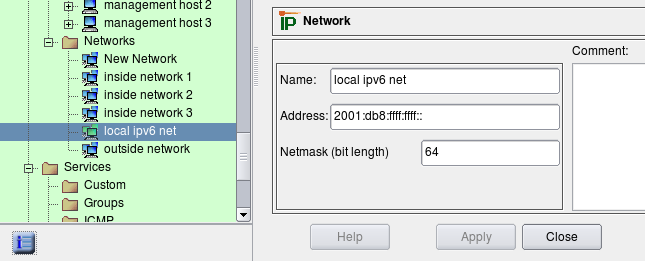 management host 2
management host 3
Networks
New Network
inside network 1
inside network 2
inside network 3
local ipv6 net
outside network
Services
Custom
Groups
ICMP
IP
Network
Name: local ipv6 net
Address: 2001:db8:ffff:ffff::
Netmask (bit length) 64
Comment:
Help
Apply
Close